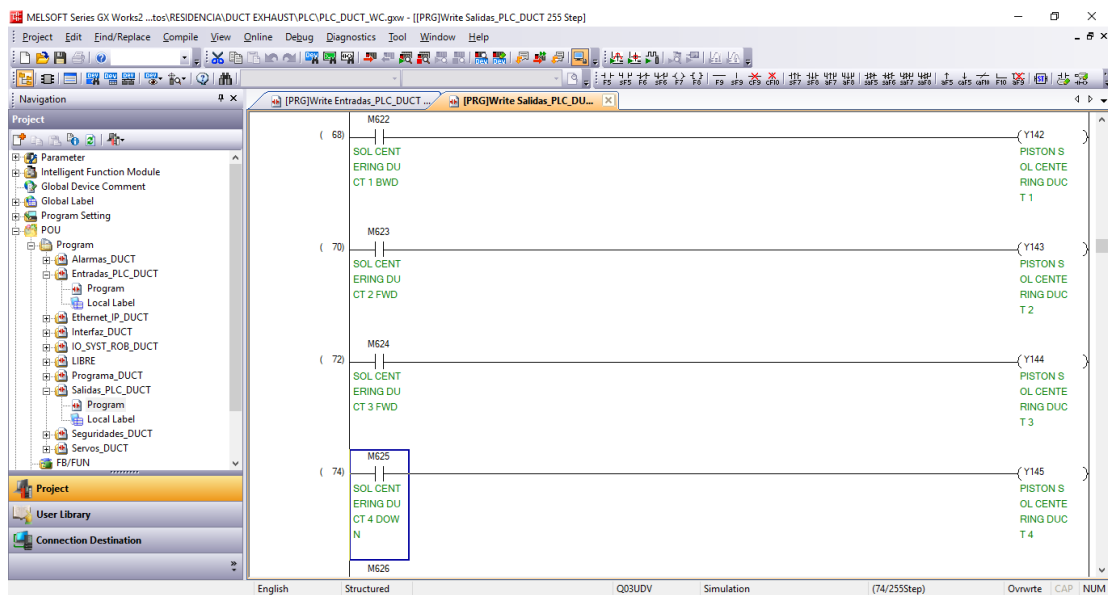 MELSOFT Series GX Works2 ...tos\RESIDENCIA\DUCT EXHAUST\PLC\PLC_DUCT_WC.gxw - [[PRG]Write Salidas_PLC_DUCT 255 Step]
Project Edit Find/Replace Compile View Online Debug Diagnostics Tool Window Help
Navigation
[PRG]Write Entradas_PLC_DUCT ...
[PRG]Write Salidas_PLC_DU...
Project
Parameter
Intelligent Function Module
Global Device Comment
Global Label
Program Setting
POU
Program
Alarmas_DUCT
Entradas_PLC_DUCT
Program
Local Label
Ethernet_IP_DUCT
Interfaz_DUCT
IO_SYST_ROB_DUCT
LIBRE
Programa_DUCT
Salidas_PLC_DUCT
Program
Local Label
Seguridades_DUCT
Servos_DUCT
FB/FUN
Project
User Library
Connection Destination
M622
( 68)
Y142
SOL CENT
ERING DU
CT 1 BWD
PISTON S
OL CENTE
RING DUC
T 1
M623
( 70)
Y143
SOL CENT
ERING DU
CT 2 FWD
PISTON S
OL CENTE
RING DUC
T 2
M624
( 72)
Y144
SOL CENT
ERING DU
CT 3 FWD
PISTON S
OL CENTE
RING DUC
T 3
M625
( 74)
Y145
SOL CENT
ERING DU
CT 4 DOW
N
PISTON S
OL CENTE
RING DUC
T 4
M626
English Structured Q03UDV Simulation (74/255Step) Ovrwrte CAP NUM